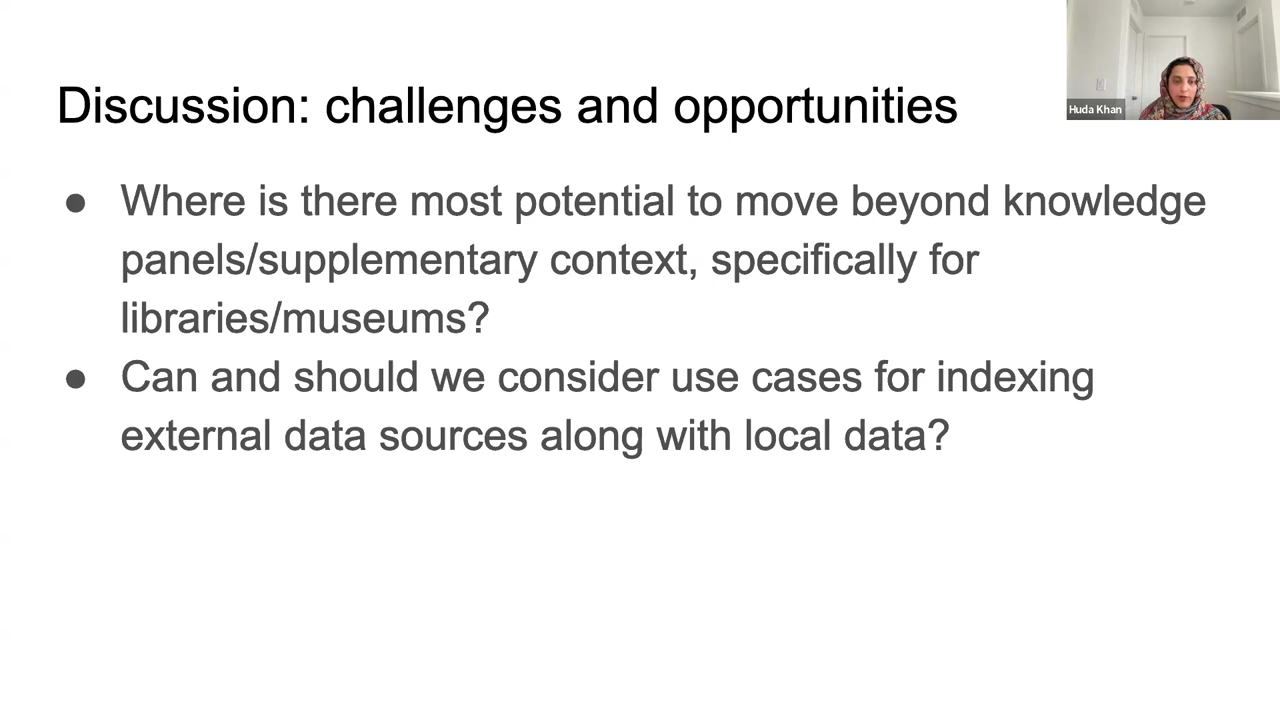 Discussion: challenges and opportunities
Huda Khan
● Where is there most potential to move beyond knowledge
panels/supplementary context, specifically for
libraries/museums?
● Can and should we consider use cases for indexing
external data sources along with local data?